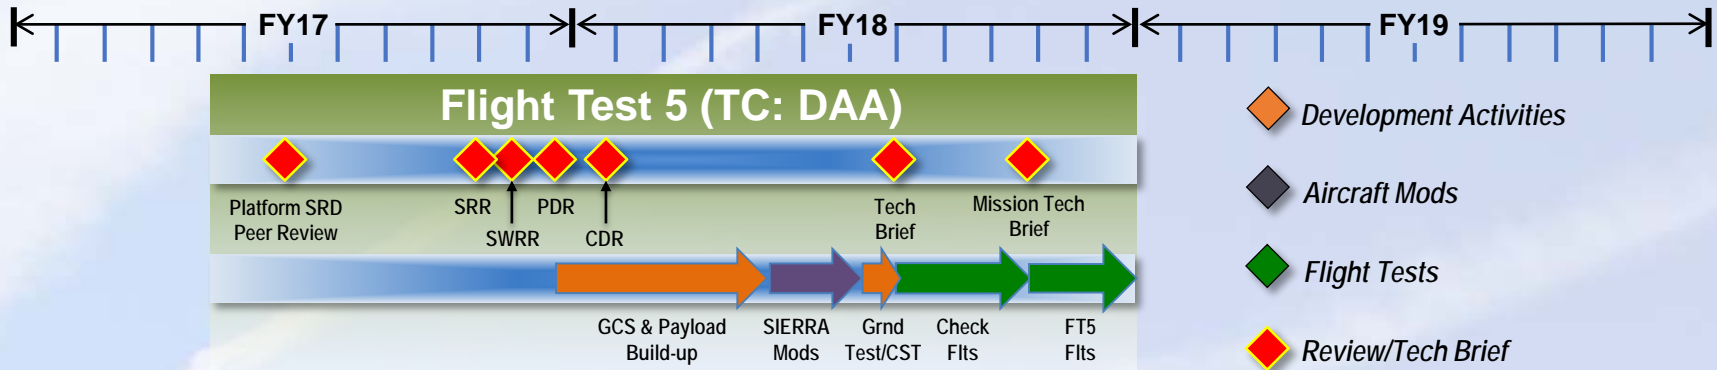 FY17 FY18 FY19
Flight Test 5 (TC: DAA)
Platform SRD
Peer Review
SRR
SWRR
PDR
CDR
Tech
Brief
Mission Tech
Brief
GCS & Payload
Build-up
SIERRA
Mods
Grnd
Test/CST
Check
Flts
FT5
Flts
Development Activities
Aircraft Mods
Flight Tests
Review/Tech Brief